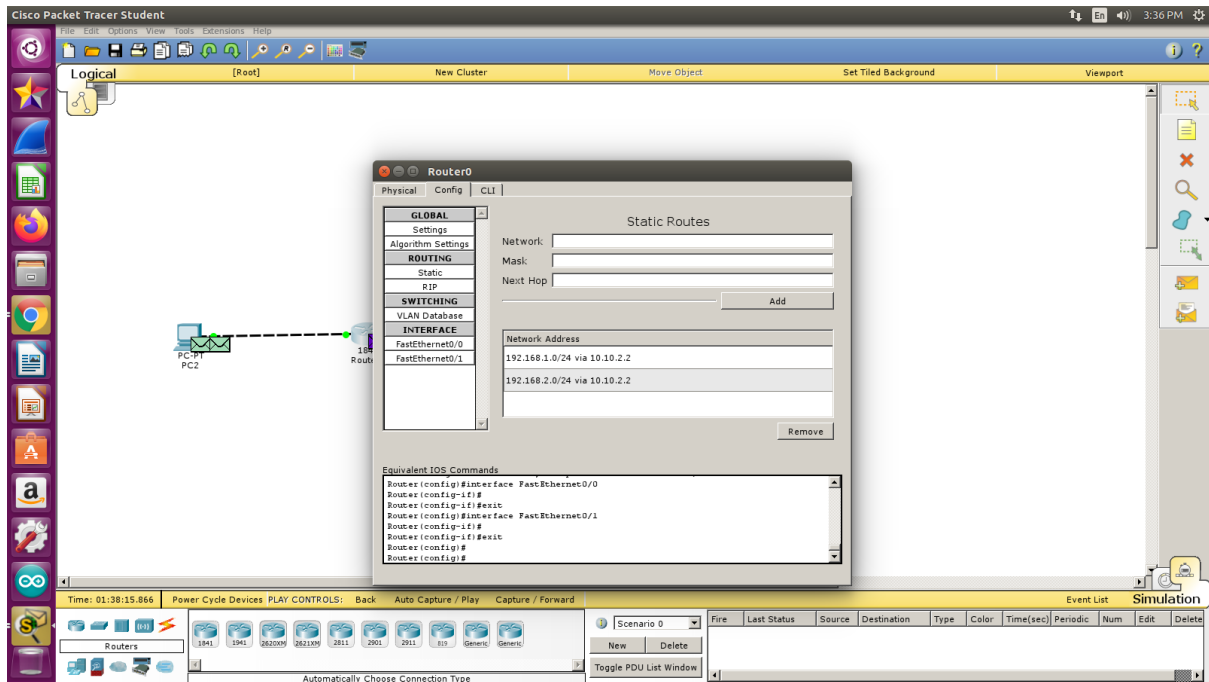 Cisco Packet Tracer Student
En
3:36 PM
File Edit Options View Tools Extensions Help
Logical
[Root]
New Cluster
Move Object
Set Tiled Background
Viewport
Router0
Physical Config CLI
GLOBAL
Settings
Algorithm Settings
ROUTING
Static
RIP
SWITCHING
VLAN Database
INTERFACE
FastEthernet0/0
FastEthernet0/1
Static Routes
Network
Mask
Next Hop
Add
Network Address
192.168.1.0/24 via 10.10.2.2
192.168.2.0/24 via 10.10.2.2
Remove
Equivalent IOS Commands
Router(config)#interface FastEthernet0/0
Router(config-if)#
Router(config-if)#exit
Router(config)#interface FastEthernet0/1
Router(config-if)#
Router(config-if)#exit
Router(config)#
Router(config)#
PC-PT
PC2
184
Route
Time: 01:38:15.866 Power Cycle Devices PLAY CONTROLS: Back Auto Capture / Play Capture / Forward
Event List
Simulation
Routers
1841 1941 2620XM 2621XM 2811 2901 2911 819 Generic Generic
Automatically Choose Connection Type
Scenario 0
New Delete
Toggle PDU List Window
Fire Last Status Source Destination Type Color Time(sec) Periodic Num Edit Delete